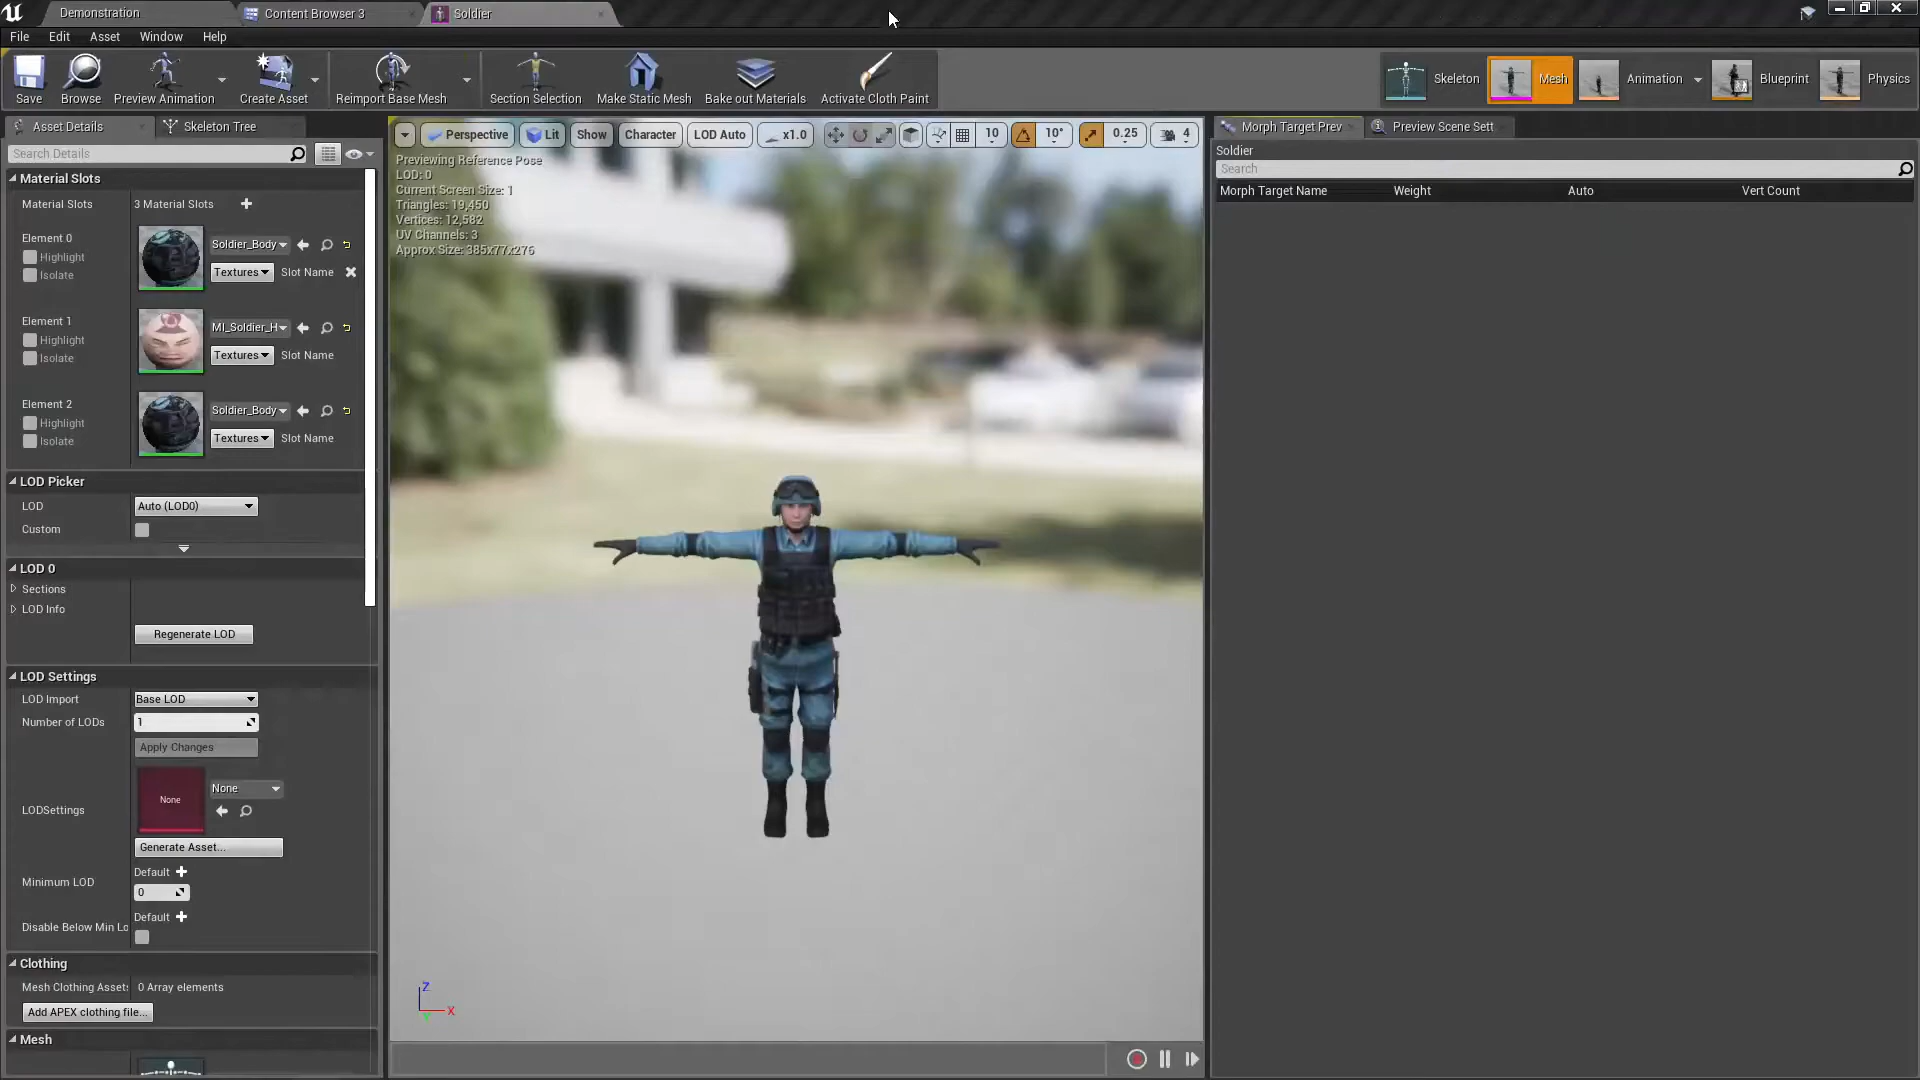 Demonstration
Content Browser 3
Soldier
File Edit Asset Window Help
Save
Browse
Preview Animation
Create Asset
Reimport Base Mesh
Section Selection
Make Static Mesh
Bake out Materials
Activate Cloth Paint
Skeleton
Mesh
Animation
Blueprint
Physics
Asset Details
Skeleton Tree
Search Details
Material Slots
Material Slots 3 Material Slots
Element 0
Highlight
Isolate
Soldier_Body
Textures Slot Name
Element 1
Highlight
Isolate
MI_Soldier_H
Textures Slot Name
Element 2
Highlight
Isolate
Soldier_Body
Textures Slot Name
LOD Picker
LOD Auto (LOD0)
Custom
LOD 0
Sections
LOD Info
Regenerate LOD
LOD Settings
LOD Import Base LOD
Number of LODs 1
Apply Changes
LODSettings
None
None
Generate Asset...
Minimum LOD
Default
0
Disable Below Min Lo
Default
Clothing
Mesh Clothing Assets 0 Array elements
Add APEX clothing file...
Mesh
Perspective Lit Show Character LOD Auto x1.0 10 10° 0.25 4
Previewing Reference Pose
LOD: 0
Current Screen Size: 1
Triangles: 19,450
Vertices: 12,582
UV Channels: 3
Approx Size: 385x77x276
Z
X
Y
Morph Target Prev
Preview Scene Sett
Soldier
Search
Morph Target Name Weight Auto Vert Count